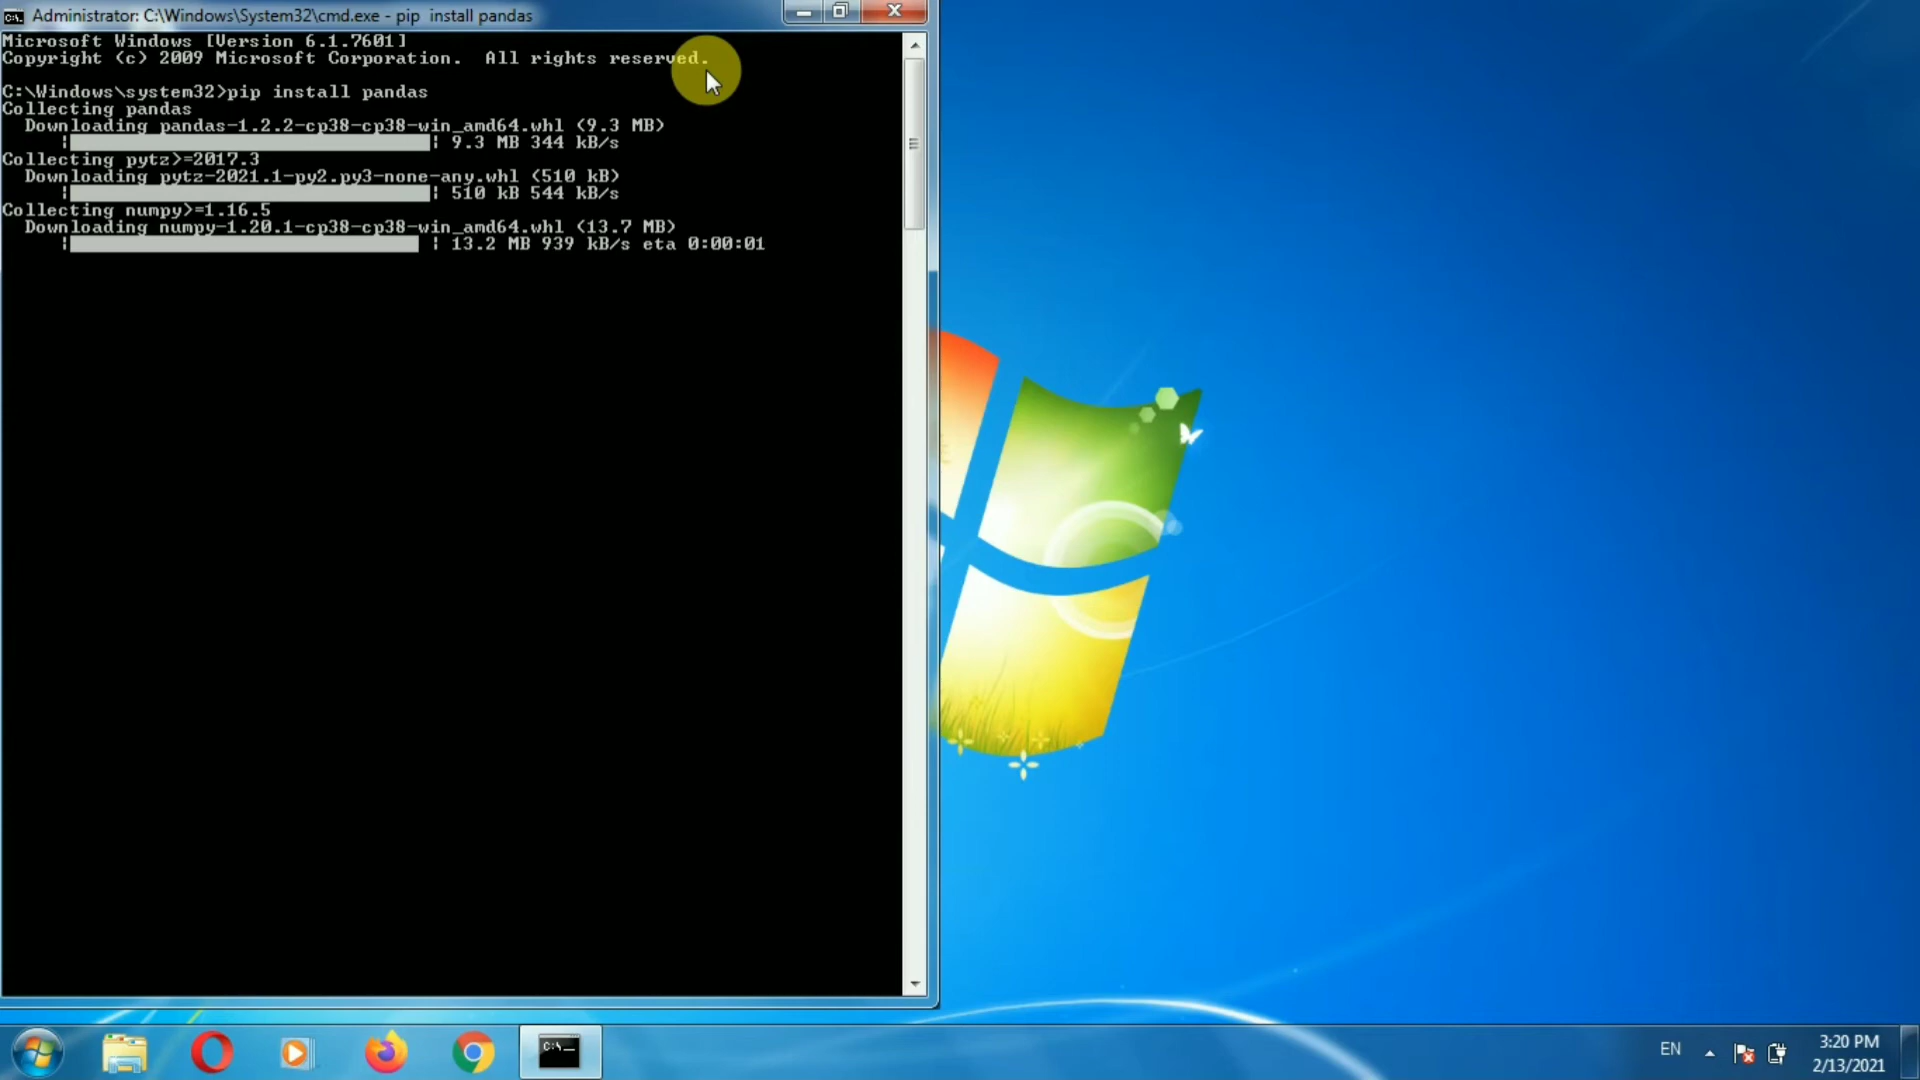 Administrator: C:\Windows\System32\cmd.exe - pip  install pandas
Microsoft Windows [Version 6.1.7601]
Copyright (c) 2009 Microsoft Corporation.  All rights reserved.
C:\Windows\system32>pip install pandas
Collecting pandas
Downloading pandas-1.2.2-cp38-cp38-win_amd64.whl (9.3 MB)
|████████████████████████████████| 9.3 MB 344 kB/s
Collecting pytz>=2017.3
Downloading pytz-2021.1-py2.py3-none-any.whl (510 kB)
|████████████████████████████████| 510 kB 544 kB/s
Collecting numpy>=1.16.5
Downloading numpy-1.20.1-cp38-cp38-win_amd64.whl (13.7 MB)
|███████████████████████████████ | 13.2 MB 939 kB/s eta 0:00:01
C:\_
EN
3:20 PM
2/13/2021